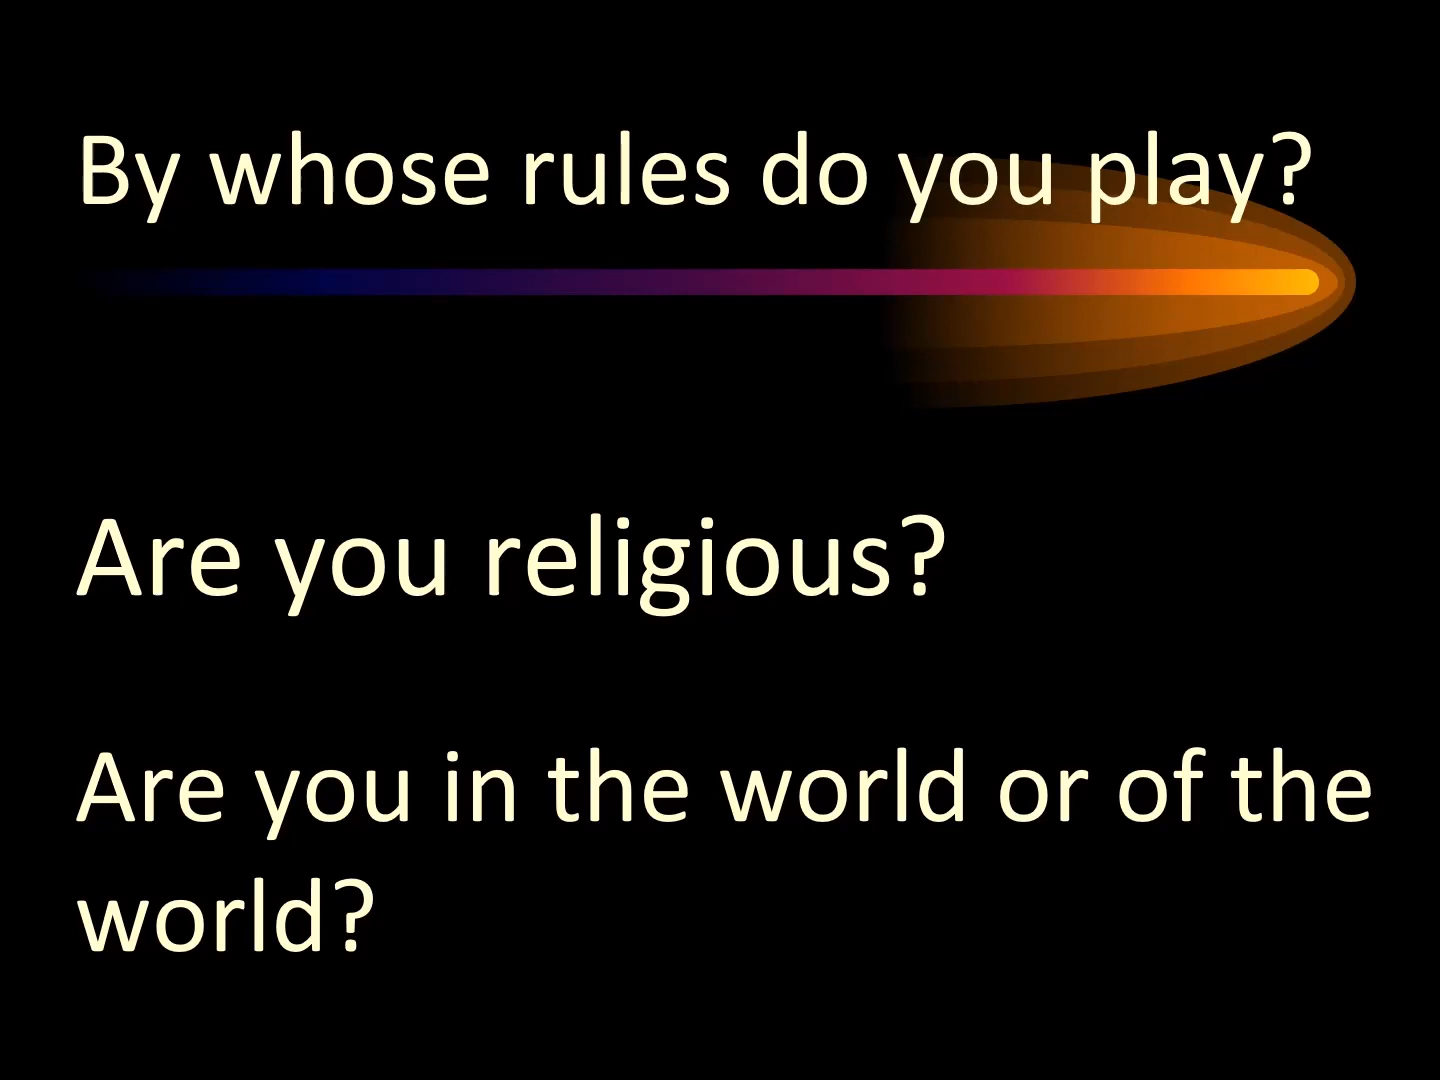 By whose rules do you play?
Are you religious?
Are you in the world or of the
world?